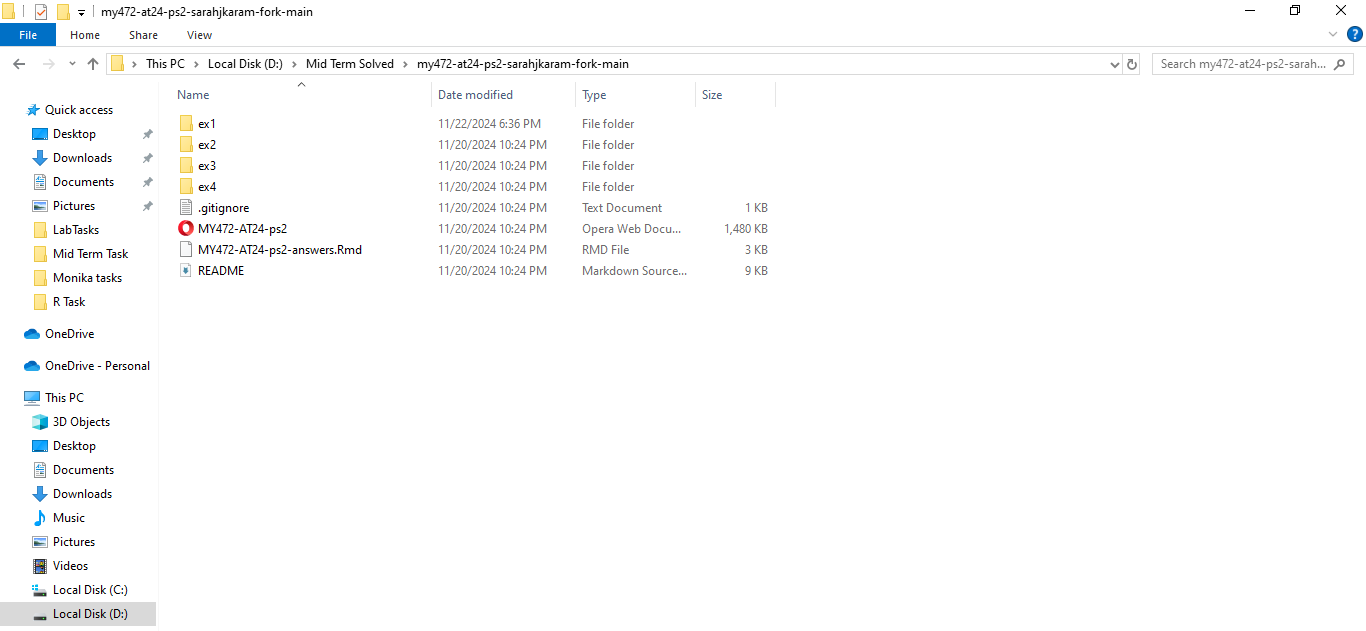 my472-at24-ps2-sarahjkaram-fork-main
File Home Share View
This PC Local Disk (D:) Mid Term Solved my472-at24-ps2-sarahjkaram-fork-main Search my472-at24-ps2-sarah...
Name Date modified Type Size
ex1 11/22/2024 6:36 PM File folder
ex2 11/20/2024 10:24 PM File folder
ex3 11/20/2024 10:24 PM File folder
ex4 11/20/2024 10:24 PM File folder
.gitignore 11/20/2024 10:24 PM Text Document 1 KB
MY472-AT24-ps2 11/20/2024 10:24 PM Opera Web Docu... 1,480 KB
MY472-AT24-ps2-answers.Rmd 11/20/2024 10:24 PM RMD File 3 KB
README 11/20/2024 10:24 PM Markdown Source... 9 KB
Quick access
Desktop
Downloads
Documents
Pictures
LabTasks
Mid Term Task
Monika tasks
R Task
OneDrive
OneDrive - Personal
This PC
3D Objects
Desktop
Documents
Downloads
Music
Pictures
Videos
Local Disk (C:)
Local Disk (D:)